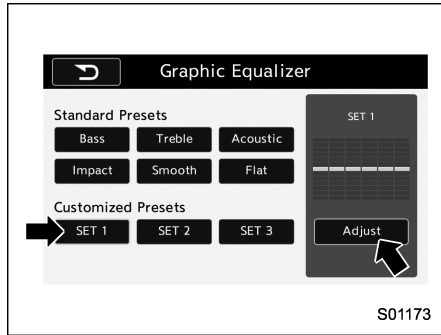 Graphic Equalizer
Standard Presets
SET 1
Bass Treble Acoustic
Impact Smooth Flat
Customized Presets
SET 1 SET 2 SET 3
Adjust
S01173